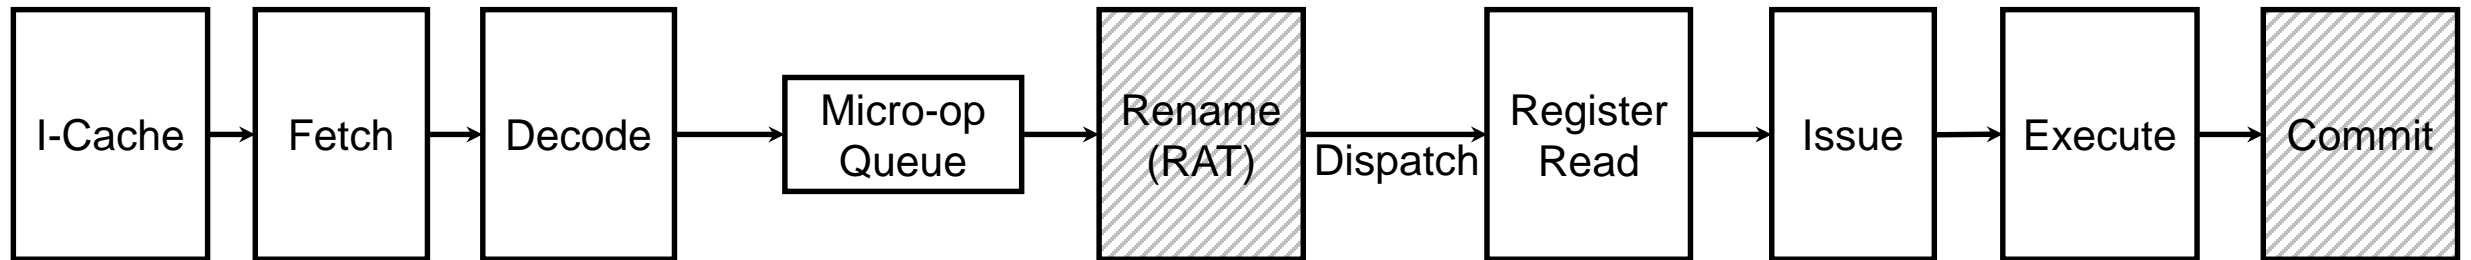 I-Cache
Fetch
Decode
Micro-op
Queue
Rename
(RAT)
Dispatch
Register
Read
Issue
Execute
Commit